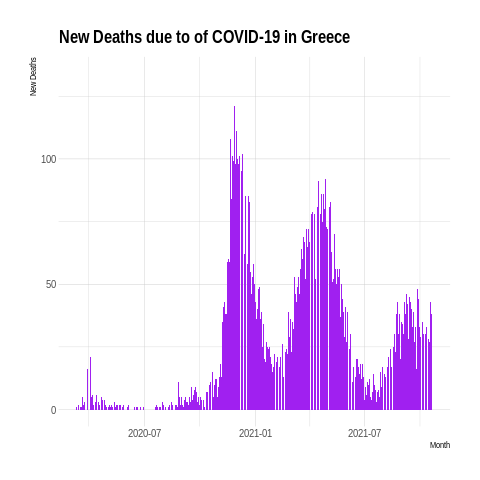 New Deaths due to of COVID-19 in Greece
New Deaths
100
50
0
2020-07 2021-01 2021-07
Month